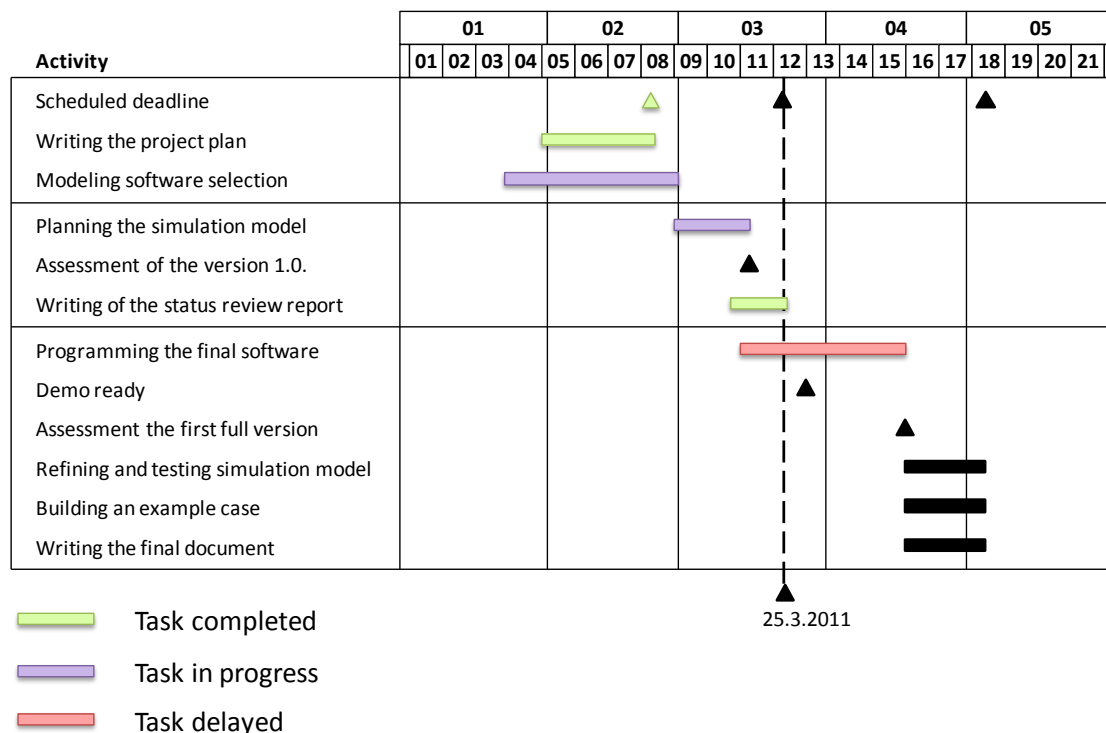 01 02 03 04 05
Activity 01 02 03 04 05 06 07 08 09 10 11 12 13 14 15 16 17 18 19 20 21
Scheduled deadline
Writing the project plan
Modeling software selection
Planning the simulation model
Assessment of the version 1.0.
Writing of the status review report
Programming the final software
Demo ready
Assessment the first full version
Refining and testing simulation model
Building an example case
Writing the final document
25.3.2011
Task completed
Task in progress
Task delayed